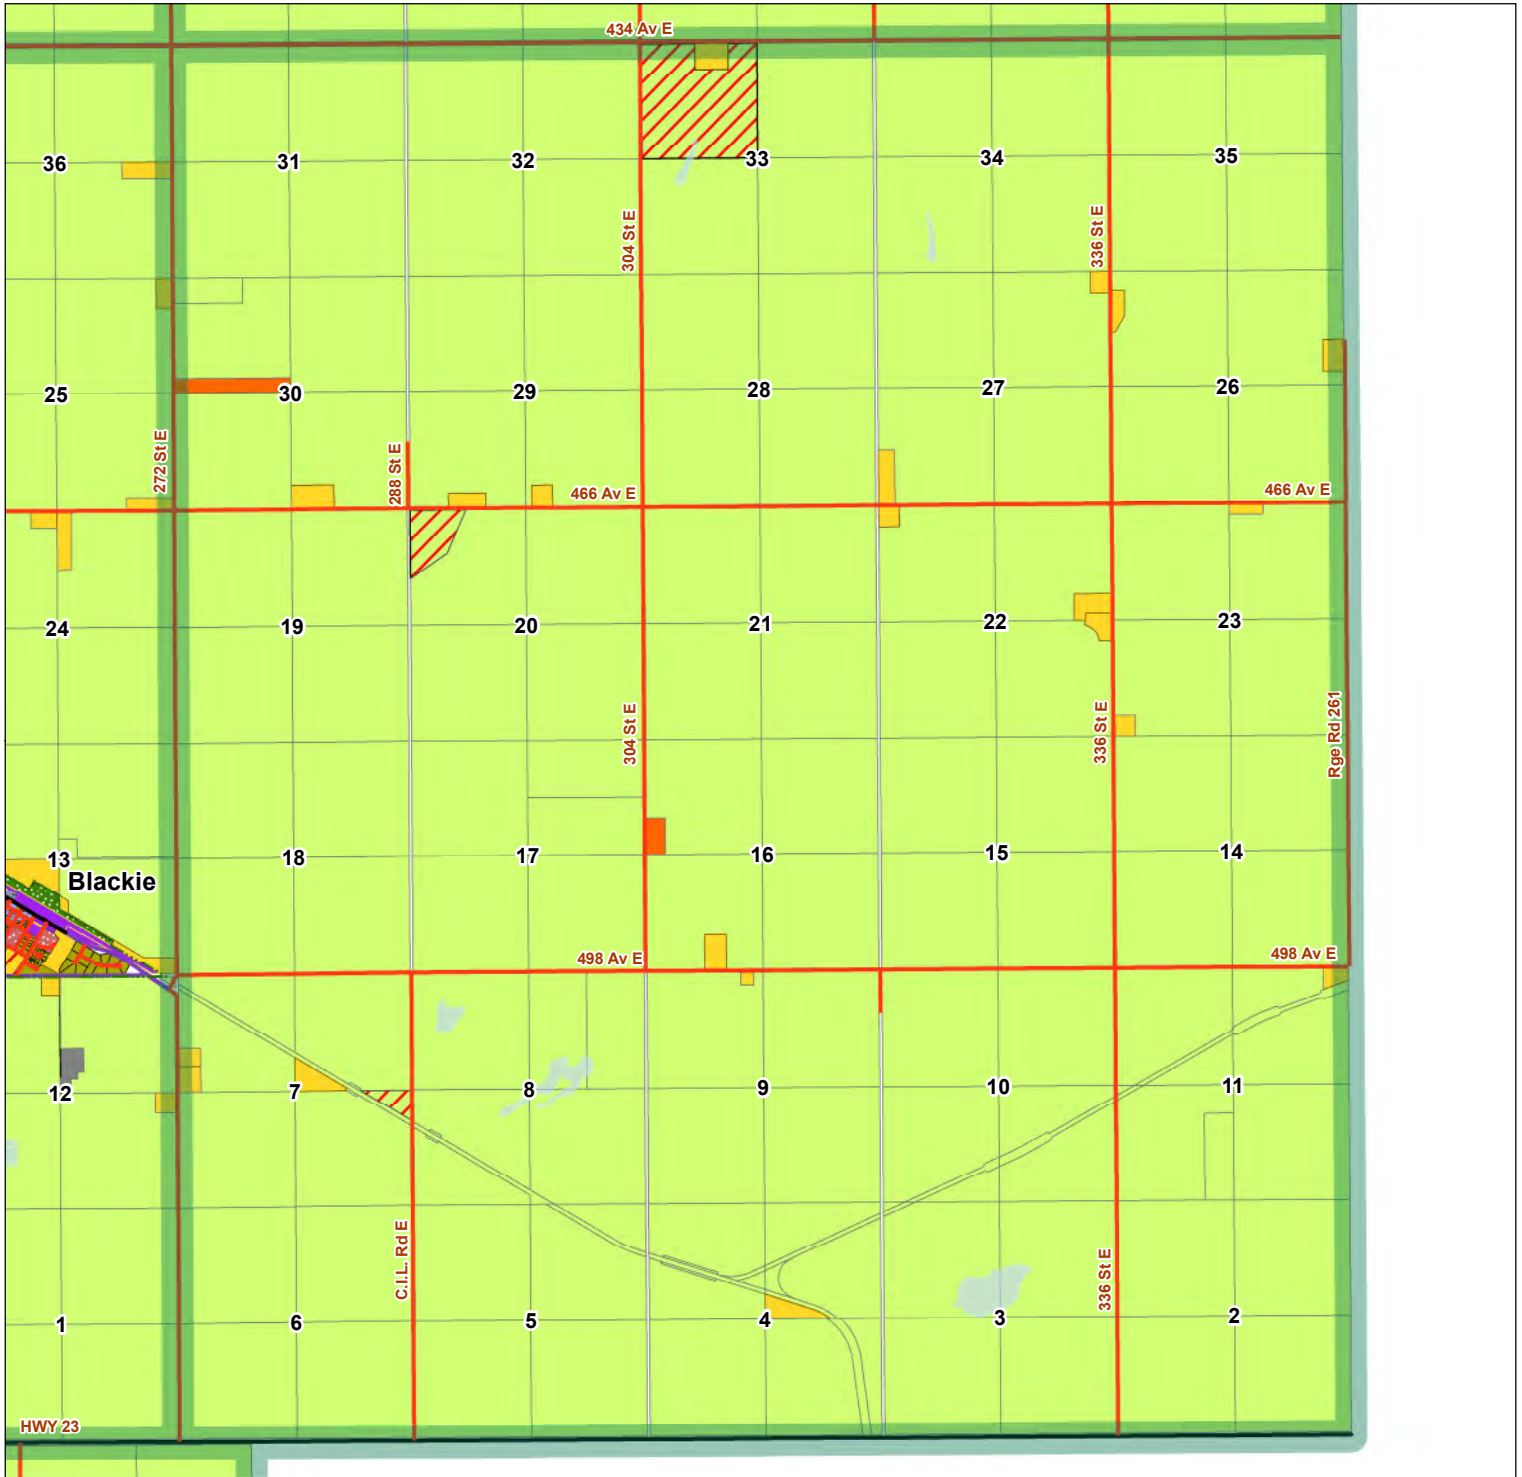 434 Av E
36
31
32
33
34
35
304 St E
336 St E
25
30
29
28
27
26
272 St E
288 St E
466 Av E
466 Av E
24
19
20
21
22
23
304 St E
336 St E
Rge Rd 261
13
18
17
16
15
14
Blackie
498 Av E
498 Av E
12
7
8
9
10
11
C.I.L. Rd E
336 St E
1
6
5
4
3
2
HWY 23